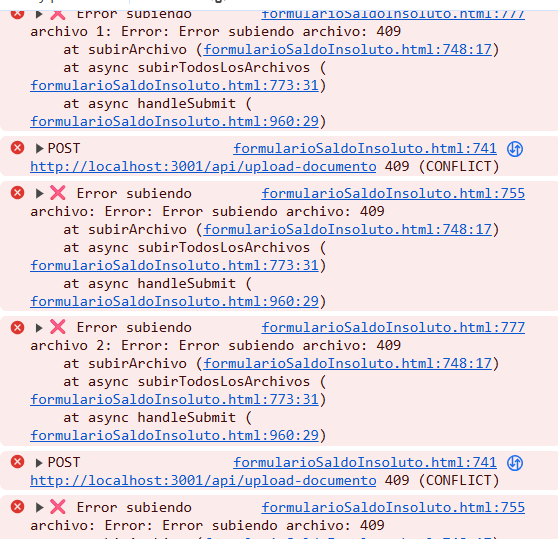 Error subiendo formularioSaldoInsoluto.html:777
archivo 1: Error: Error subiendo archivo: 409
at subirArchivo (formularioSaldoInsoluto.html:748:17)
at async subirTodosLosArchivos (
formularioSaldoInsoluto.html:773:31)
at async handleSubmit (
formularioSaldoInsoluto.html:960:29)
POST formularioSaldoInsoluto.html:741
http://localhost:3001/api/upload-documento 409 (CONFLICT)
Error subiendo formularioSaldoInsoluto.html:755
archivo: Error: Error subiendo archivo: 409
at subirArchivo (formularioSaldoInsoluto.html:748:17)
at async subirTodosLosArchivos (
formularioSaldoInsoluto.html:773:31)
at async handleSubmit (
formularioSaldoInsoluto.html:960:29)
Error subiendo formularioSaldoInsoluto.html:777
archivo 2: Error: Error subiendo archivo: 409
at subirArchivo (formularioSaldoInsoluto.html:748:17)
at async subirTodosLosArchivos (
formularioSaldoInsoluto.html:773:31)
at async handleSubmit (
formularioSaldoInsoluto.html:960:29)
POST formularioSaldoInsoluto.html:741
http://localhost:3001/api/upload-documento 409 (CONFLICT)
Error subiendo formularioSaldoInsoluto.html:755
archivo: Error: Error subiendo archivo: 409